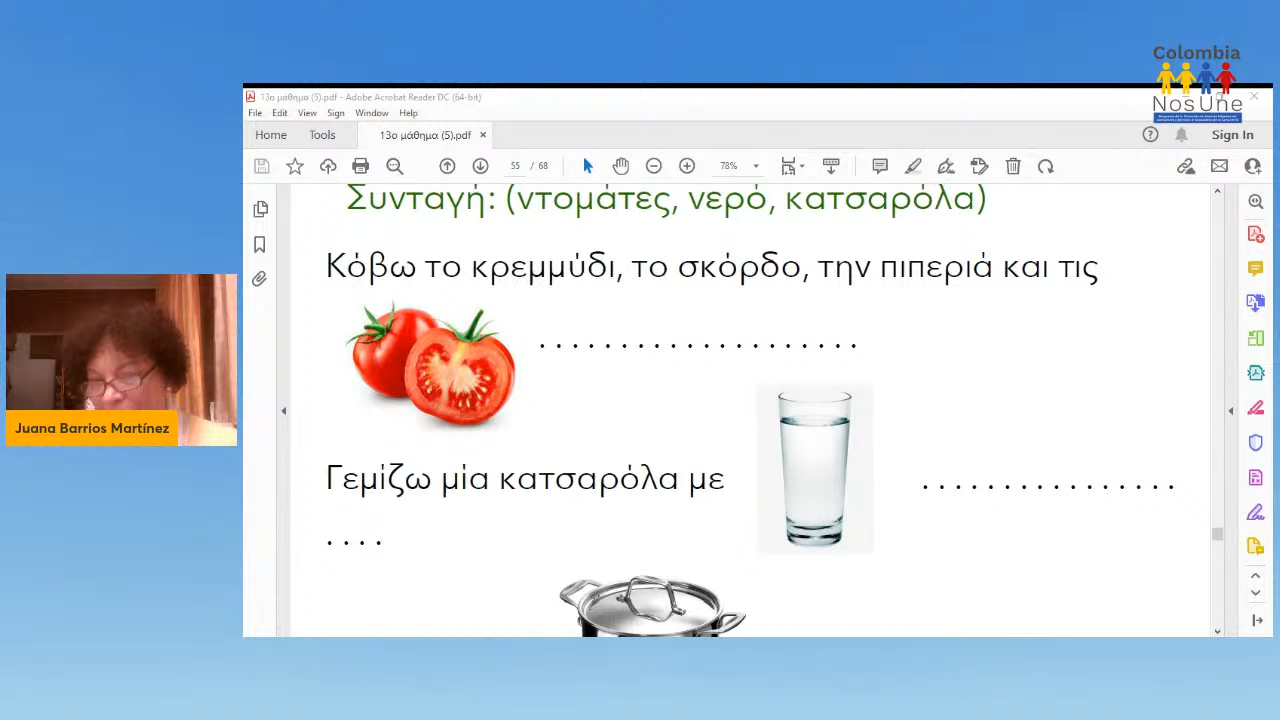 Colombia
NosUne
13ο μάθημα (5).pdf - Adobe Acrobat Reader DC (64-bit)
File Edit View Sign Window Help
Home Tools 13ο μάθημα (5).pdf × Sign In
55 / 68 78%
Συνταγή: (ντομάτες, νερό, κατσαρόλα)
Κόβω το κρεμμύδι, το σκόρδο, την πιπεριά και τις
. . . . . . . . . . . . . . . . . . . .
Γεμίζω μία κατσαρόλα με . . . . . . . . . . . . . . . .
. . . .
Juana Barrios Martínez